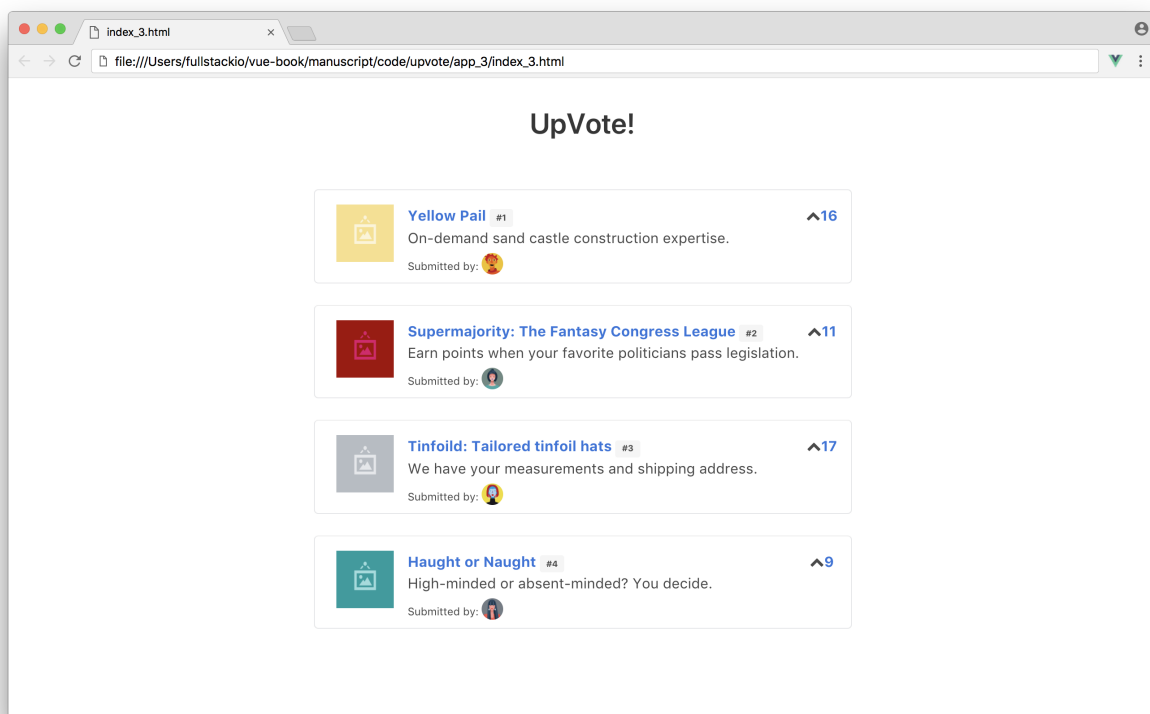 index_3.html
file:///Users/fullstackio/vue-book/manuscript/code/upvote/app_3/index_3.html
UpVote!
Yellow Pail #1 16
On-demand sand castle construction expertise.
Submitted by:
Supermajority: The Fantasy Congress League #2 11
Earn points when your favorite politicians pass legislation.
Submitted by:
Tinfoild: Tailored tinfoil hats #3 17
We have your measurements and shipping address.
Submitted by:
Haught or Naught #4 9
High-minded or absent-minded? You decide.
Submitted by: